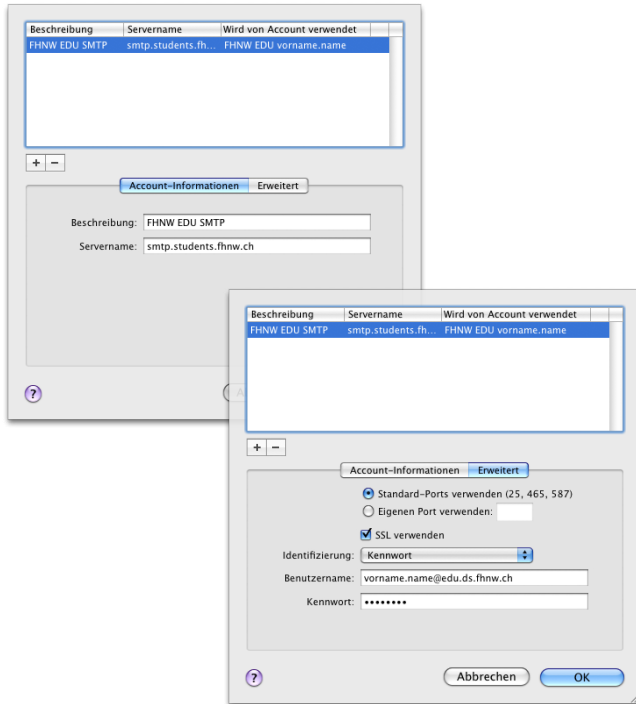 Beschreibung Servername Wird von Account verwendet
FHNW EDU SMTP smtp.students.fh... FHNW EDU vorname.name
+ −
Account-Informationen Erweitert
Beschreibung: FHNW EDU SMTP
Servername: smtp.students.fhnw.ch
?
Beschreibung Servername Wird von Account verwendet
FHNW EDU SMTP smtp.students.fh... FHNW EDU vorname.name
+ −
Account-Informationen Erweitert
Standard-Ports verwenden (25, 465, 587)
Eigenen Port verwenden:
SSL verwenden
Identifizierung: Kennwort
Benutzername: vorname.name@edu.ds.fhnw.ch
Kennwort: ••••••••
? Abbrechen OK